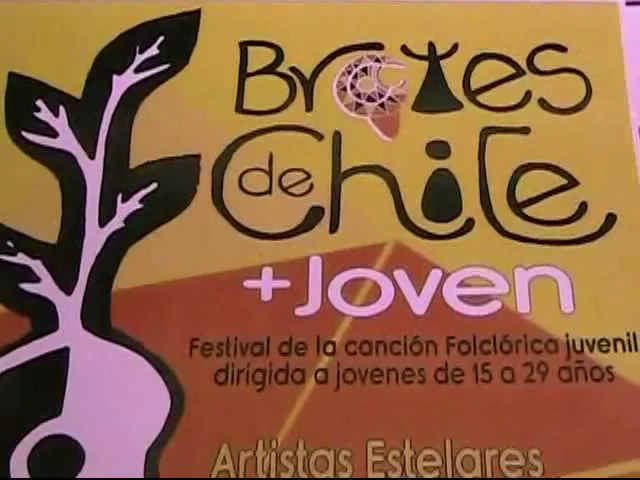 Brotes
de Chile
+Joven
Festival de la canción Folclórica juvenil
dirigida a jovenes de 15 a 29 años
Artistas Estelares